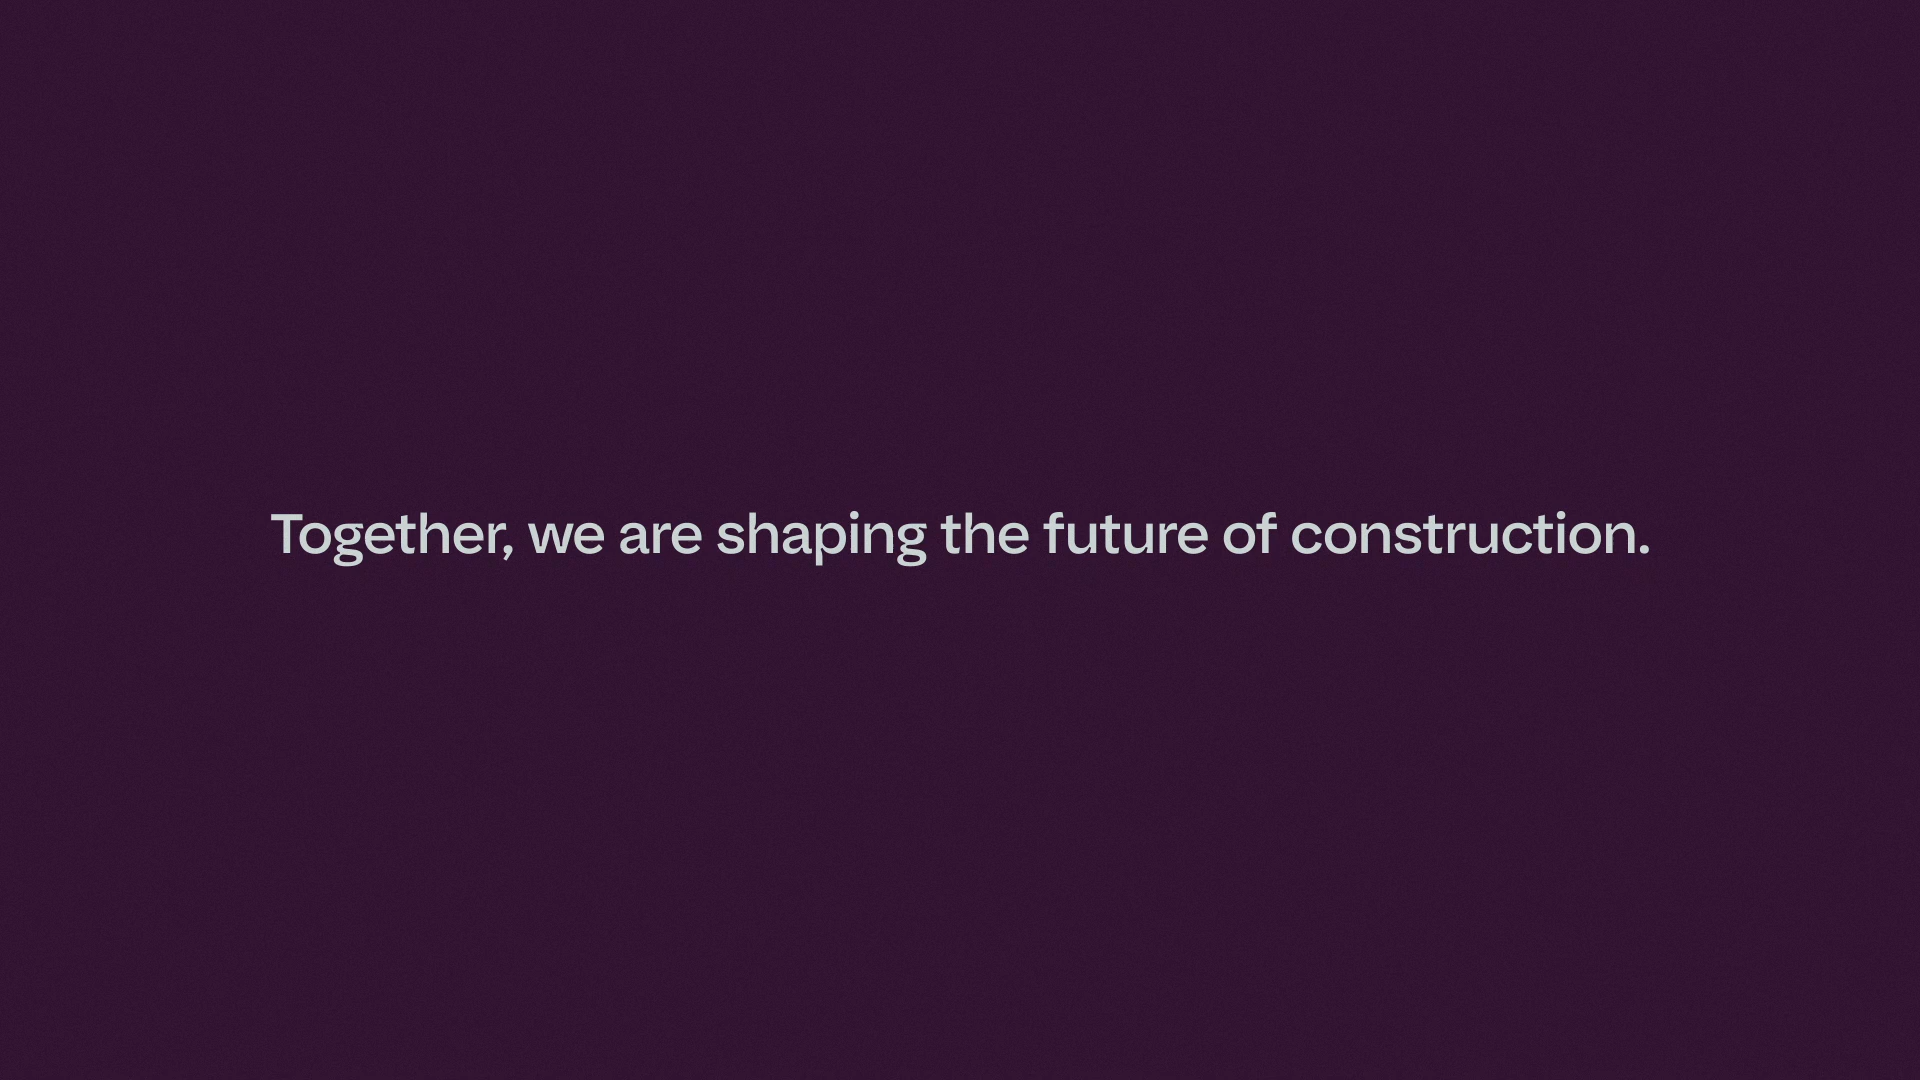 Together, we are shaping the future of construction.